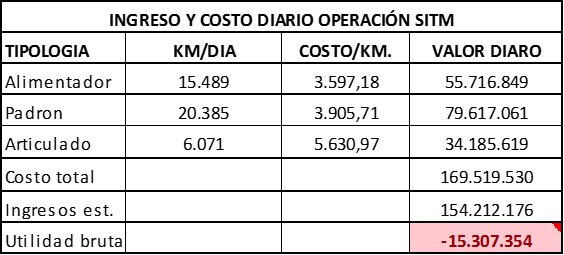 INGRESO Y COSTO DIARIO OPERACIÓN SITM
TIPOLOGIA KM/DIA COSTO/KM. VALOR DIARO
Alimentador 15.489 3.597,18 55.716.849
Padron 20.385 3.905,71 79.617.061
Articulado 6.071 5.630,97 34.185.619
Costo total 169.519.530
Ingresos est. 154.212.176
Utilidad bruta -15.307.354